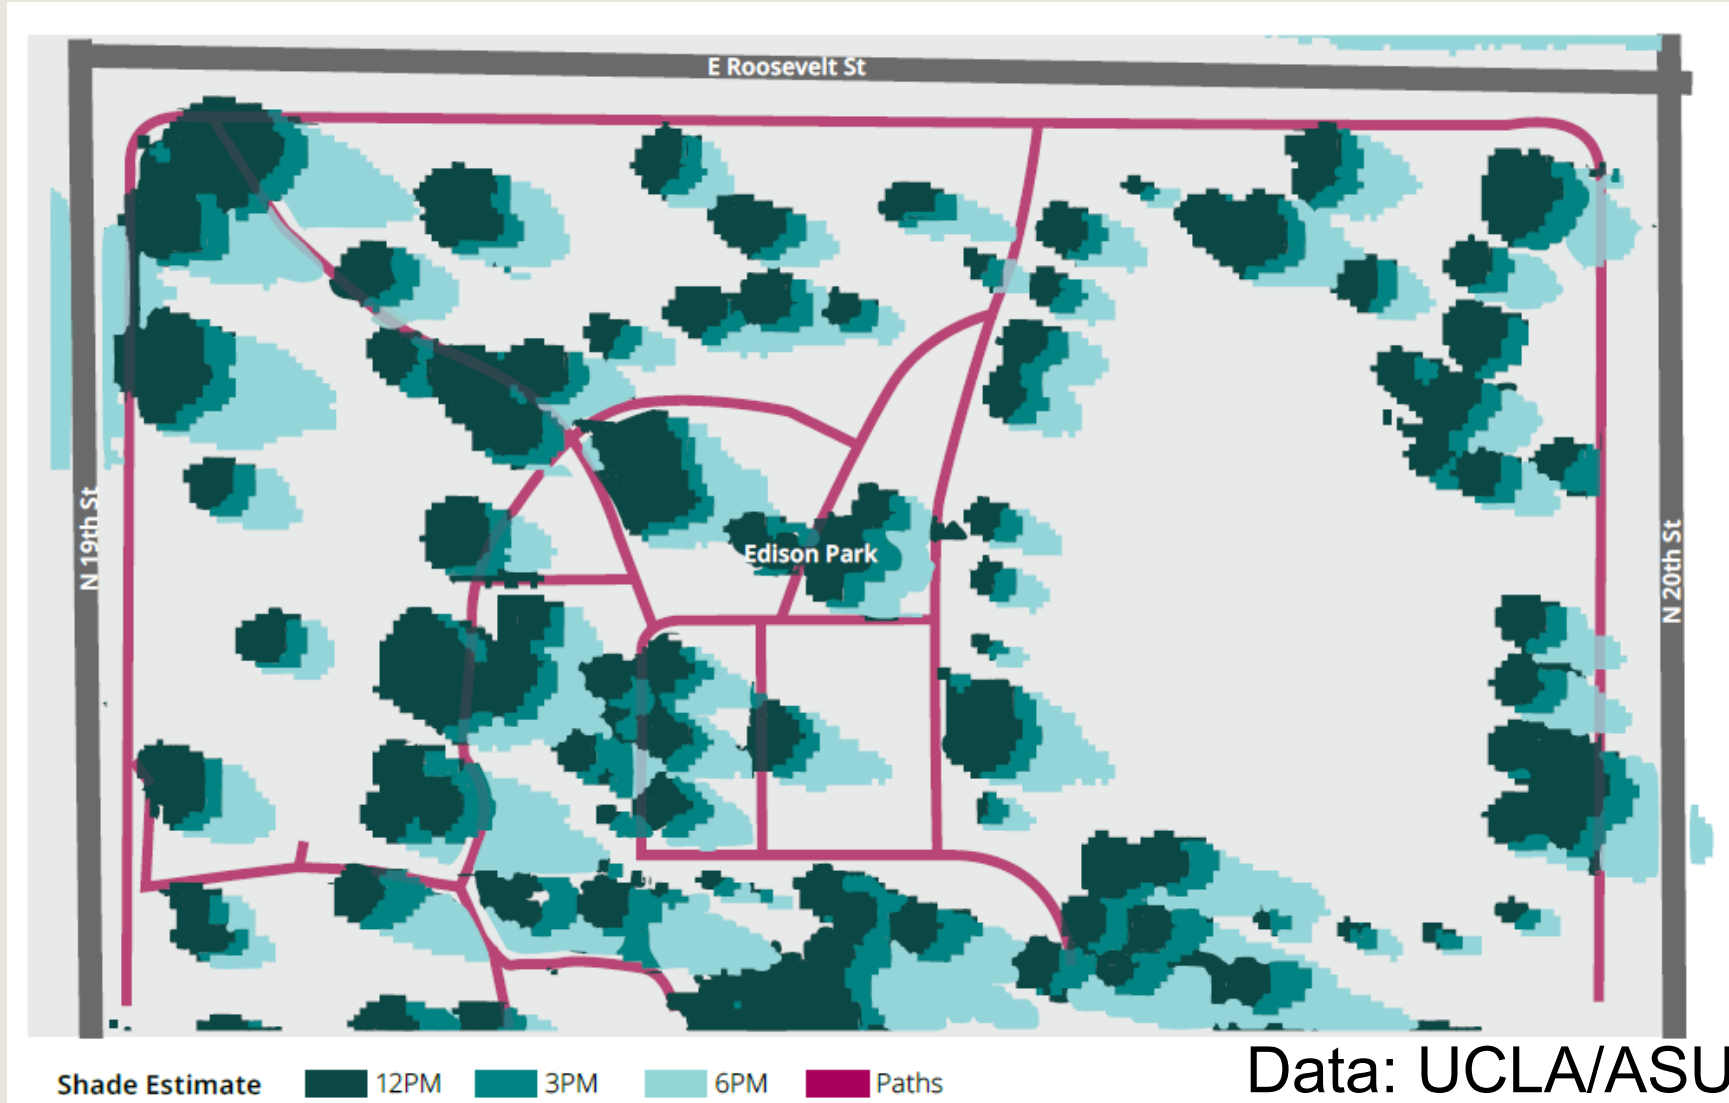 E Roosevelt St
N 19th St
Edison Park
N 20th St
Shade Estimate 12PM 3PM 6PM Paths
Data: UCLA/ASU